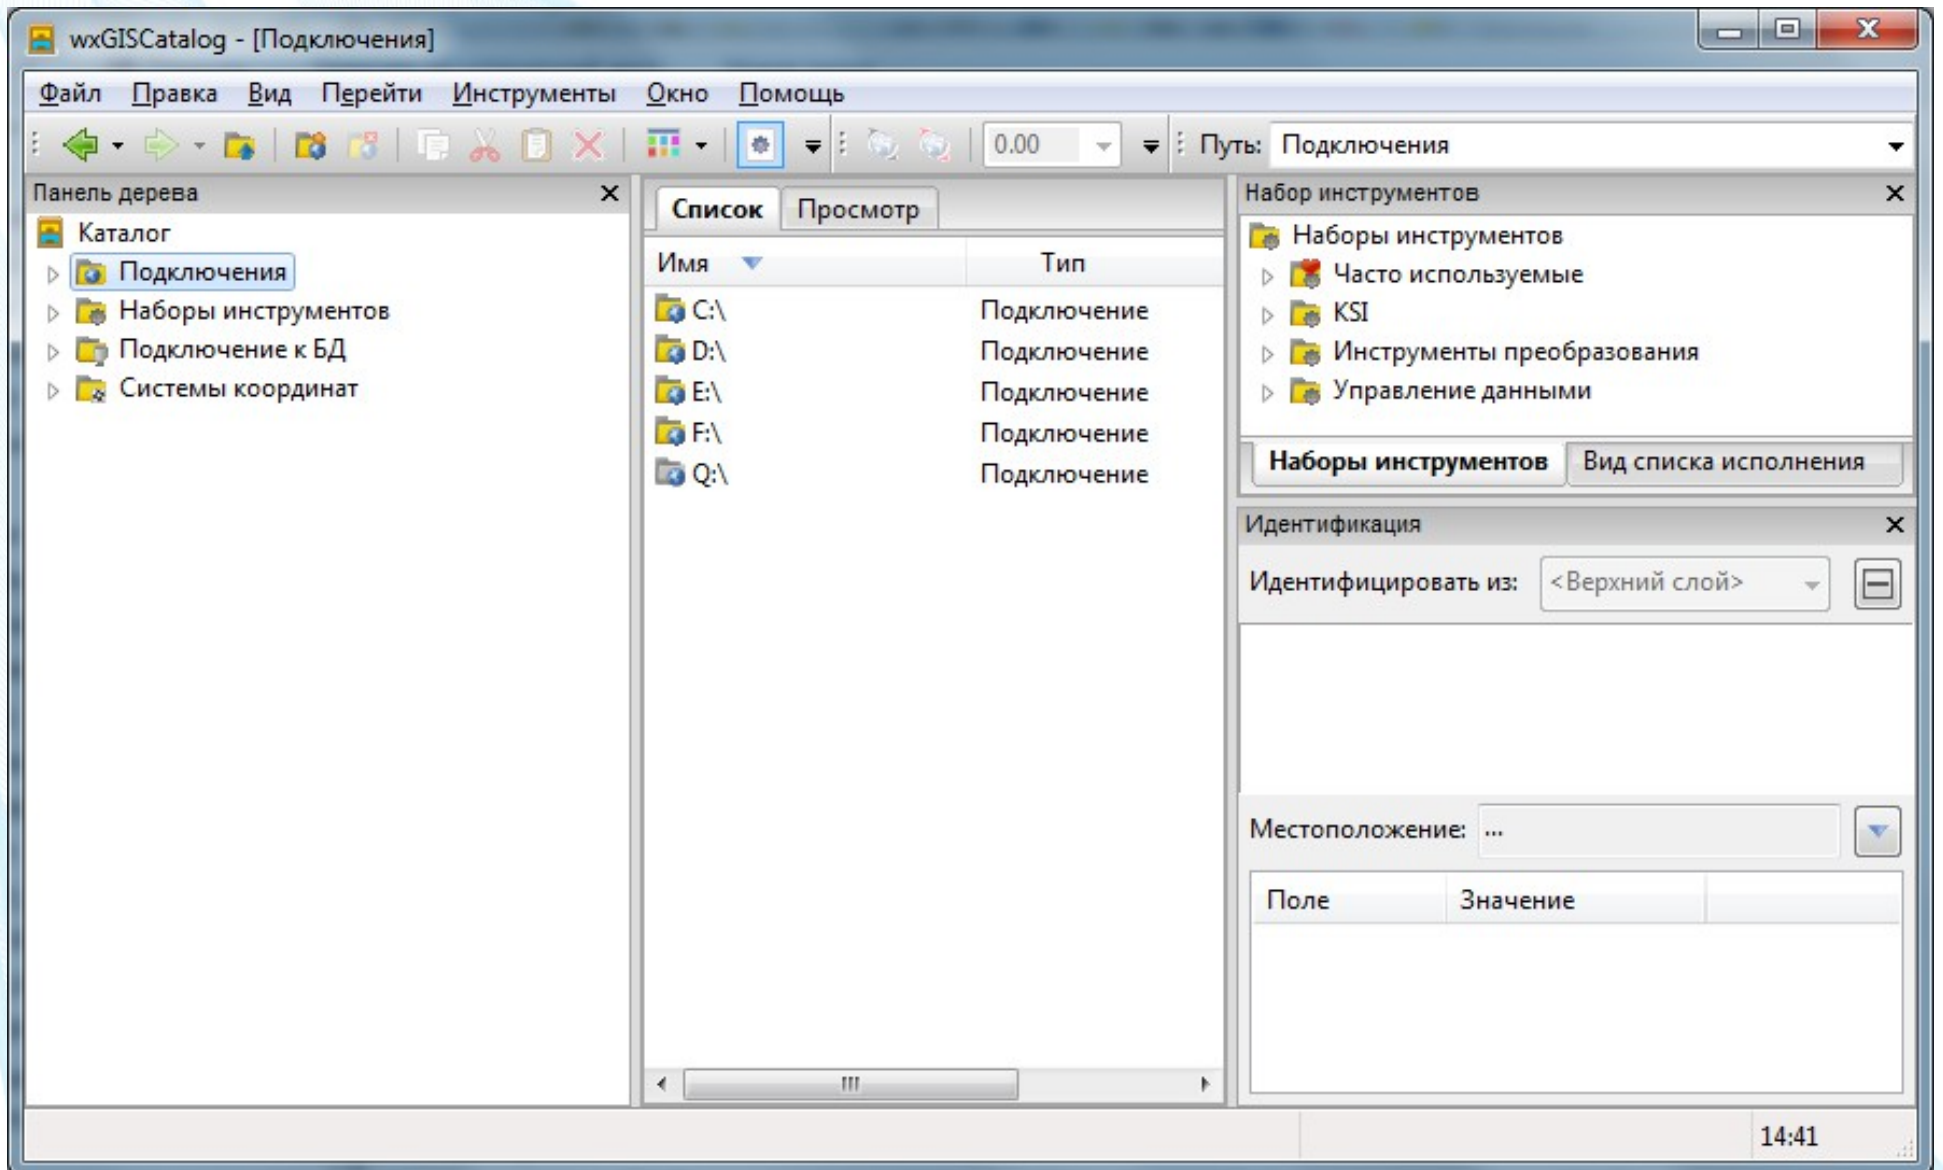 wxGISCatalog - [Подключения]
Файл Правка Вид Перейти Инструменты Окно Помощь
0.00 Путь: Подключения
Панель дерева
Каталог
Подключения
Наборы инструментов
Подключение к БД
Системы координат
Список Просмотр
Имя Тип
C:\ Подключение
D:\ Подключение
E:\ Подключение
F:\ Подключение
Q:\ Подключение
Набор инструментов
Наборы инструментов
Часто используемые
KSI
Инструменты преобразования
Управление данными
Наборы инструментов Вид списка исполнения
Идентификация
Идентифицировать из: <Верхний слой>
Местоположение: ...
Поле Значение
14:41